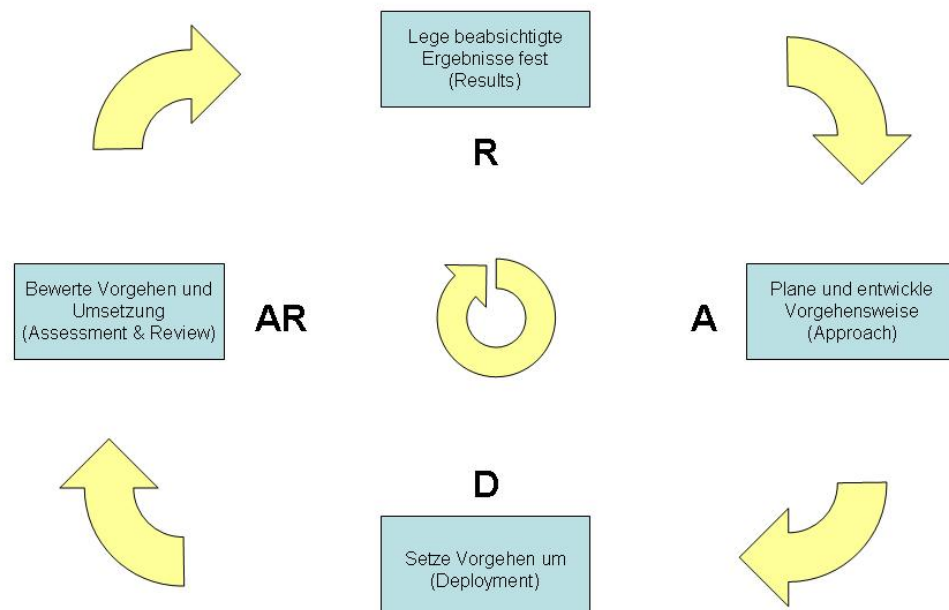 Lege beabsichtigte
Ergebnisse fest
(Results)
R
Bewerte Vorgehen und
Umsetzung
(Assessment & Review)
AR
A
Plane und entwickle
Vorgehensweise
(Approach)
D
Setze Vorgehen um
(Deployment)